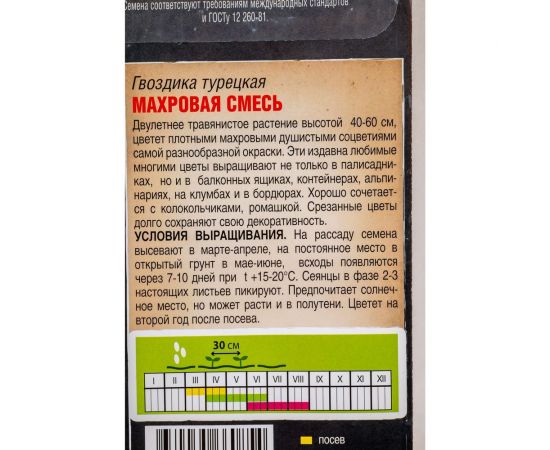 Семена соответствуют требованиям международных стандартов
и ГОСТу 12 260-81.
Гвоздика турецкая
МАХРОВАЯ СМЕСЬ
Двулетнее травянистое растение высотой 40-60 см,
цветет плотными махровыми душистыми соцветиями
самой разнообразной окраски. Эти издавна любимые
многими цветы выращивают не только в палисадни-
ках, но и в балконных ящиках, контейнерах, альпи-
нариях, на клумбах и в бордюрах. Хорошо сочетает-
ся с колокольчиками, ромашкой. Срезанные цветы
долго сохраняют свою декоративность.
УСЛОВИЯ ВЫРАЩИВАНИЯ. На рассаду семена
высевают в марте-апреле, на постоянное место в
открытый грунт в мае-июне, всходы появляются
через 7-10 дней при t +15-20°С. Сеянцы в фазе 2-3
настоящих листьев пикируют. Предпочитает солнеч-
ное место, но может расти и в полутени. Цветет на
второй год после посева.
30 см
I II III IV V VI VII VIII IX X XI XII
посев